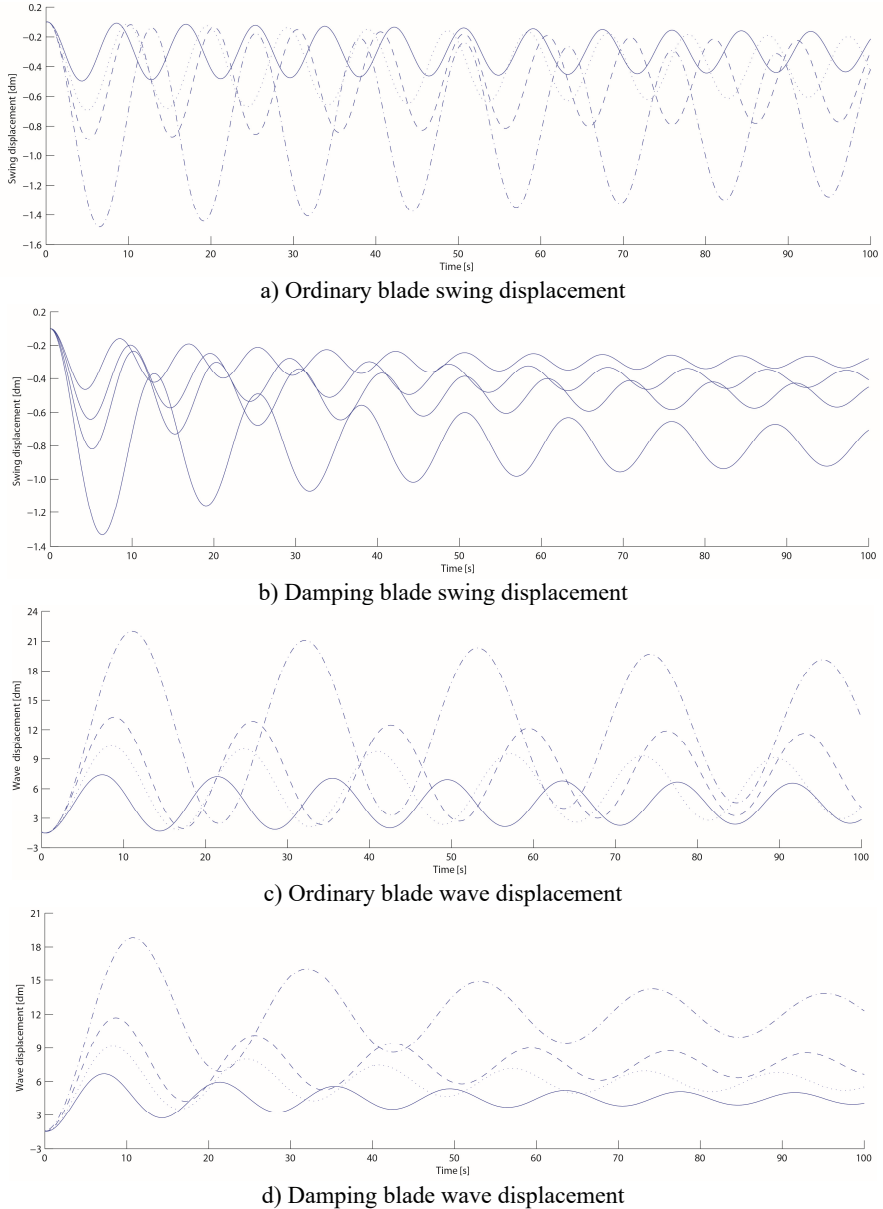 0.2
−0.2
−0.4
−0.6
−0.8
−1.0
−1.2
−1.4
−1.6
Swing displacement [dm]
0 10 20 30 40 50 60 70 80 90 100
Time [s]
a) Ordinary blade swing displacement
0.2
−0.2
−0.4
−0.6
−0.8
−1.0
−1.2
−1.4
Swing displacement [dm]
0 10 20 30 40 50 60 70 80 90 100
Time [s]
b) Damping blade swing displacement
24
21
18
15
12
9
6
3
−3
Wave displacement [dm]
0 10 20 30 40 50 60 70 80 90 100
Time [s]
c) Ordinary blade wave displacement
21
18
15
12
9
6
3
−3
Wave displacement [dm]
0 10 20 30 40 50 60 70 80 90 100
Time [s]
d) Damping blade wave displacement